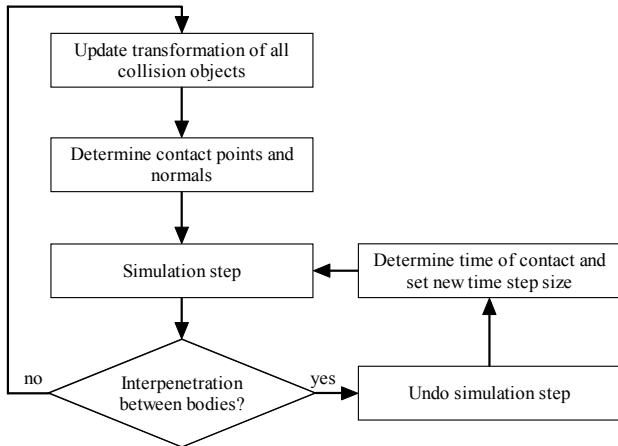 Update transformation of all
collision objects
Determine contact points and
normals
Simulation step
Determine time of contact and
set new time step size
no
Interpenetration
between bodies?
yes
Undo simulation step